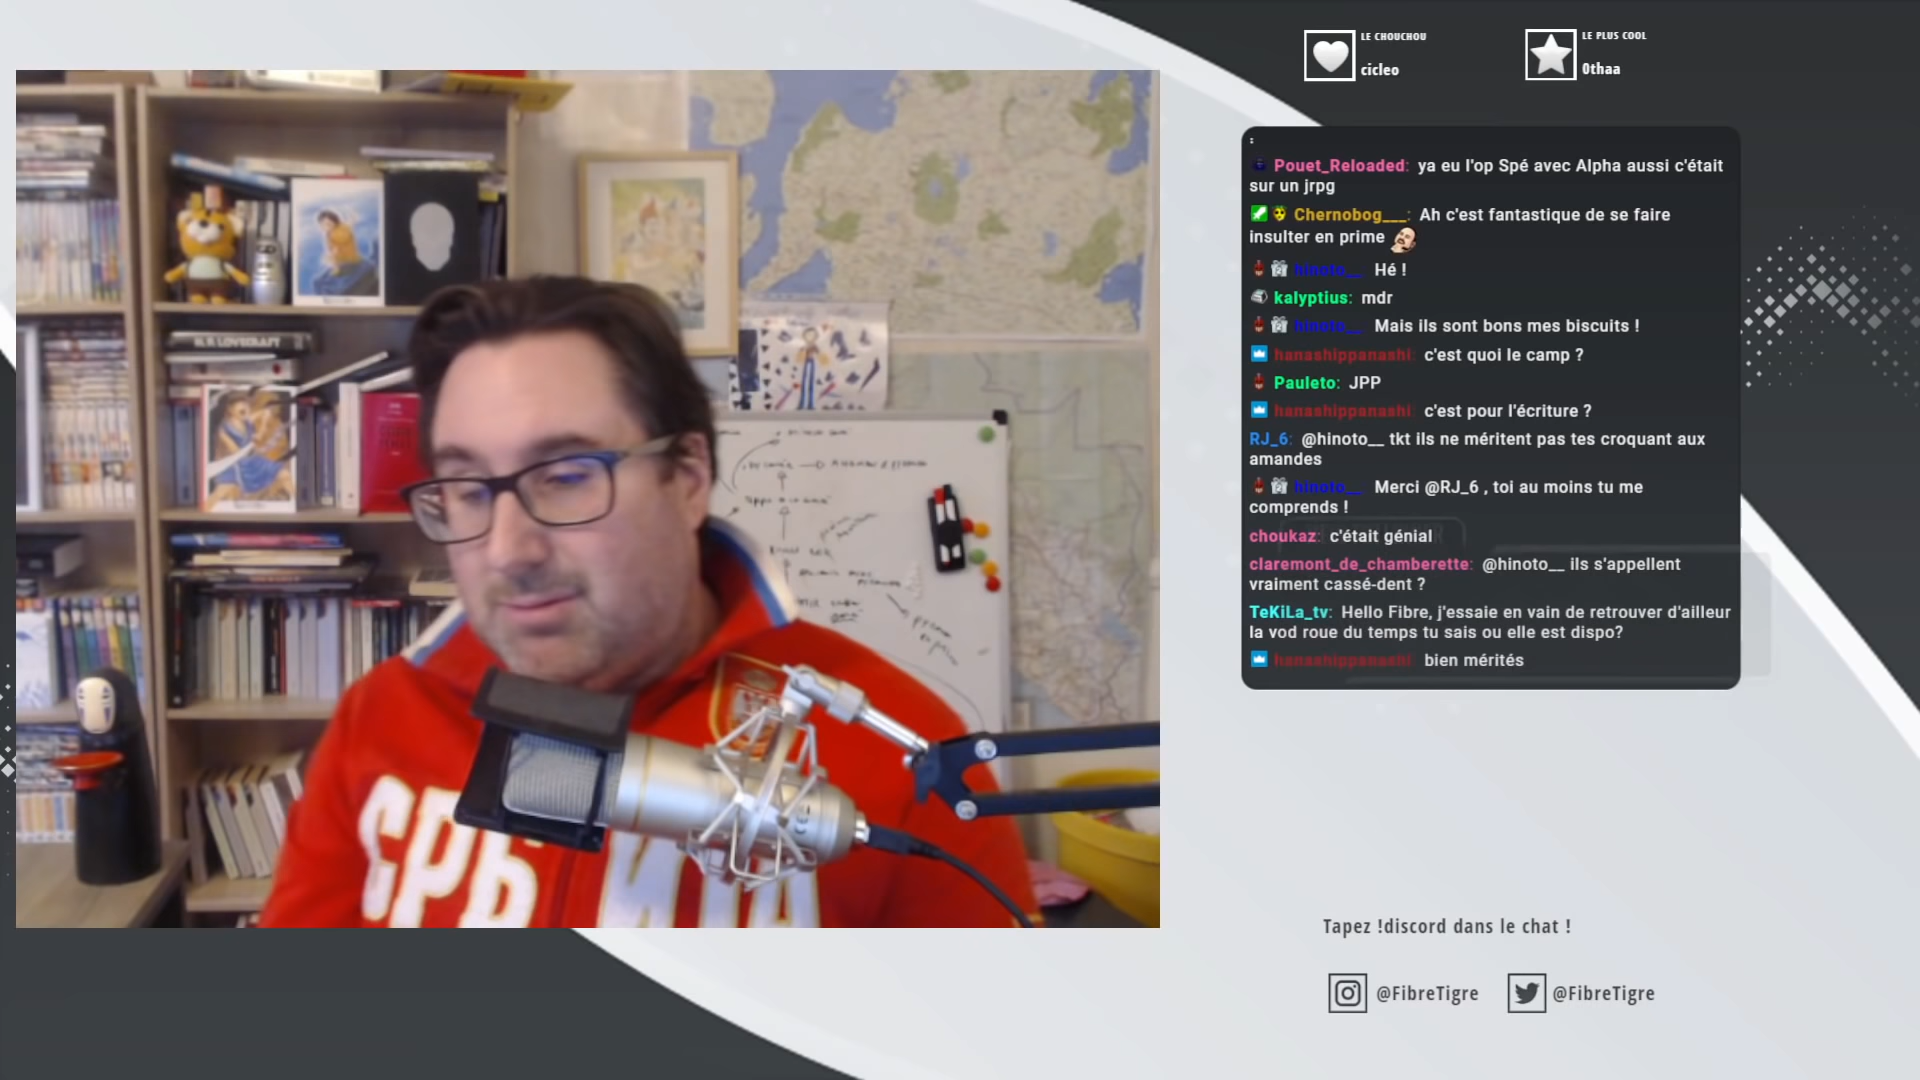 LE CHOUCHOU
cicleo
LE PLUS COOL
0thaa
:
Pouet_Reloaded: ya eu l'op Spé avec Alpha aussi c'était
sur un jrpg
Chernobog___: Ah c'est fantastique de se faire
insulter en prime
hinoto__: Hé !
kalyptius: mdr
hinoto__: Mais ils sont bons mes biscuits !
hanashippanashi: c'est quoi le camp ?
Pauleto: JPP
hanashippanashi: c'est pour l'écriture ?
RJ_6: @hinoto__ tkt ils ne méritent pas tes croquant aux
amandes
hinoto__: Merci @RJ_6 , toi au moins tu me
comprends !
choukaz: c'était génial
claremont_de_chamberette: @hinoto__ ils s'appellent
vraiment cassé-dent ?
TeKiLa_tv: Hello Fibre, j'essaie en vain de retrouver d'ailleur
la vod roue du temps tu sais ou elle est dispo?
hanashippanashi: bien mérités
H.P. LOVECRAFT
СРБИЈА
CE
Tapez !discord dans le chat !
@FibreTigre
@FibreTigre